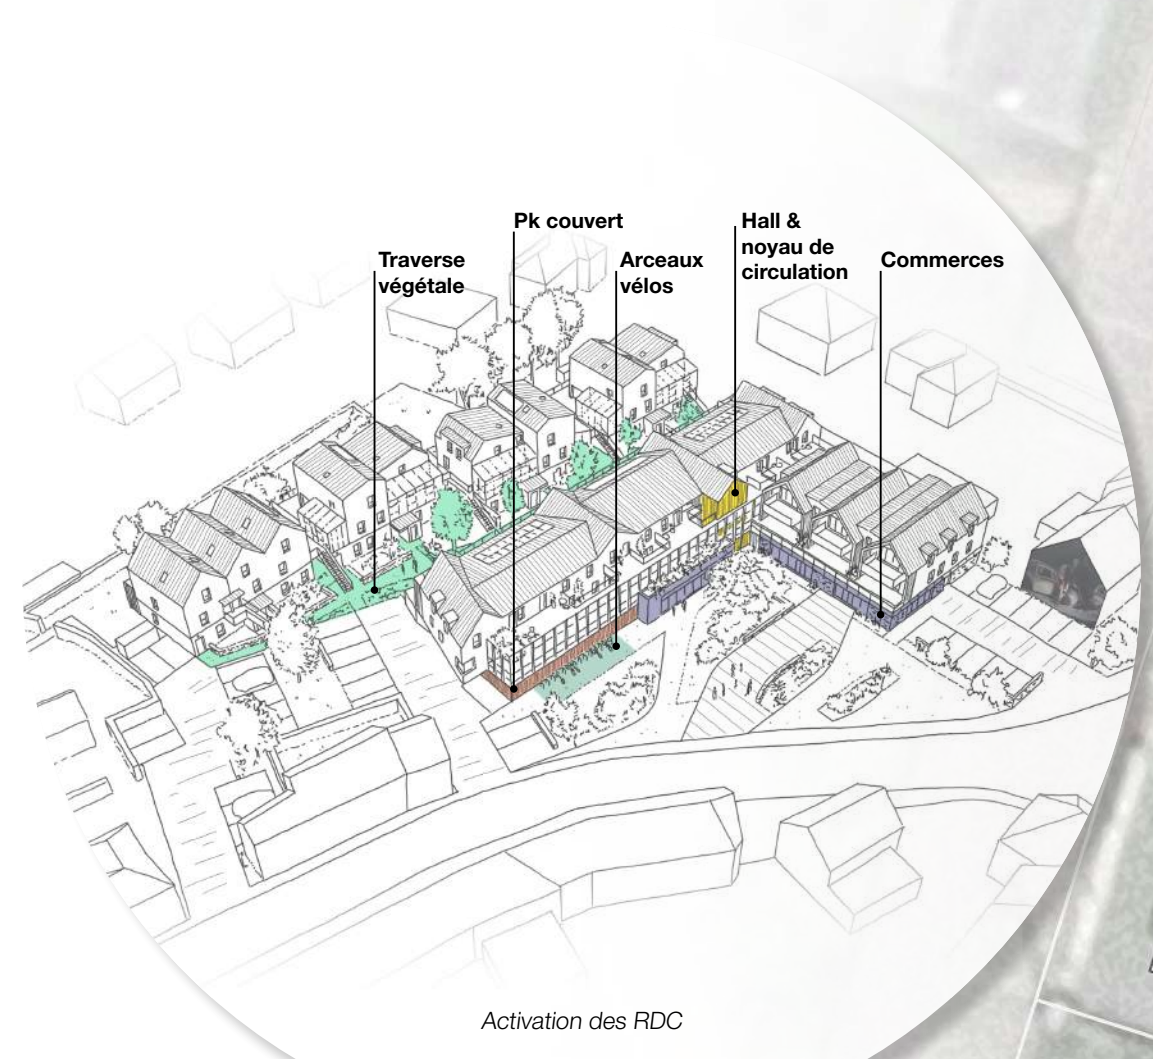 Pk couvert
Traverse
végétale
Arceaux
vélos
Hall &
noyau de
circulation
Commerces
Activation des RDC